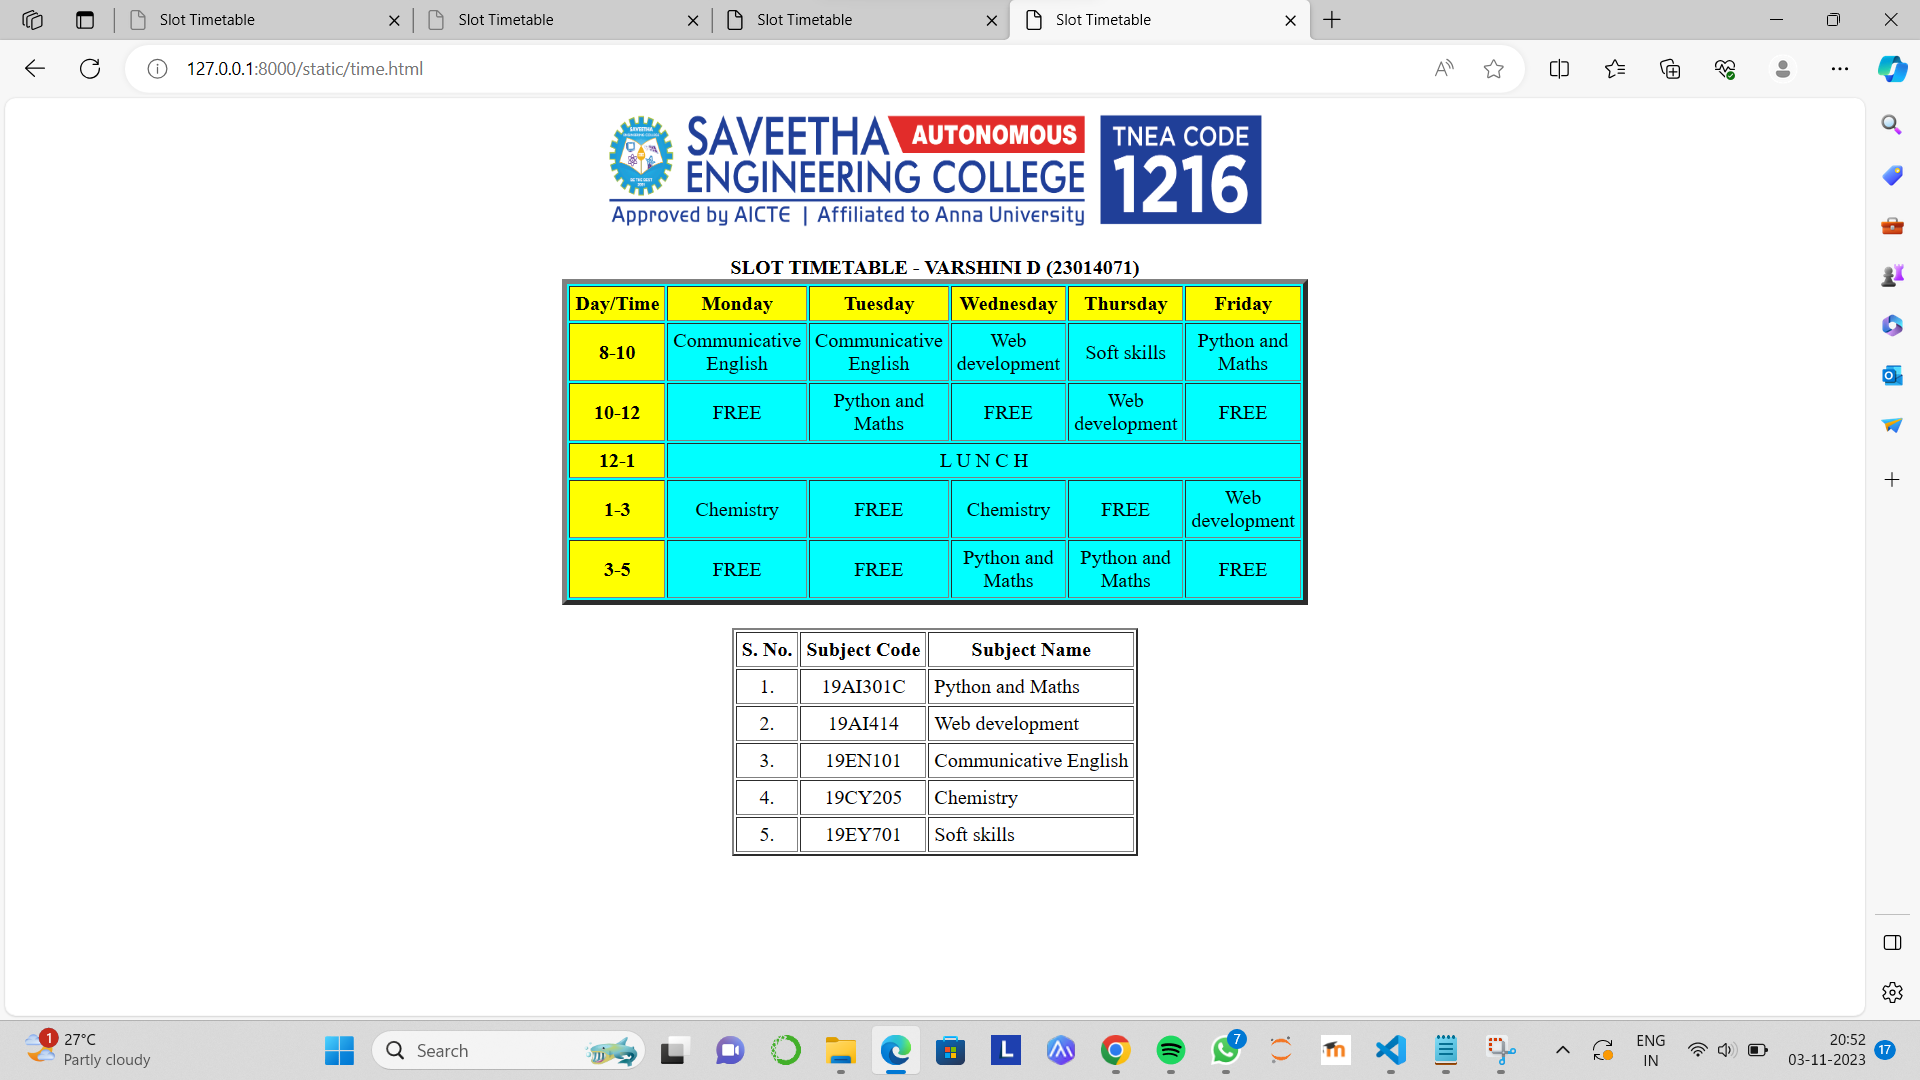 Slot Timetable
Slot Timetable
Slot Timetable
Slot Timetable
127.0.0.1:8000/static/time.html
SAVEETHA AUTONOMOUS
ENGINEERING COLLEGE
Approved by AICTE | Affiliated to Anna University
TNEA CODE
1216
SLOT TIMETABLE - VARSHINI D (23014071)
Day/Time Monday Tuesday Wednesday Thursday Friday
8-10 Communicative English Communicative English Web development Soft skills Python and Maths
10-12 FREE Python and Maths FREE Web development FREE
12-1 L U N C H
1-3 Chemistry FREE Chemistry FREE Web development
3-5 FREE FREE Python and Maths Python and Maths FREE
S. No. Subject Code Subject Name
1. 19AI301C Python and Maths
2. 19AI414 Web development
3. 19EN101 Communicative English
4. 19CY205 Chemistry
5. 19EY701 Soft skills
1
27°C
Partly cloudy
Search
L
7
ENG
IN
20:52
03-11-2023
17